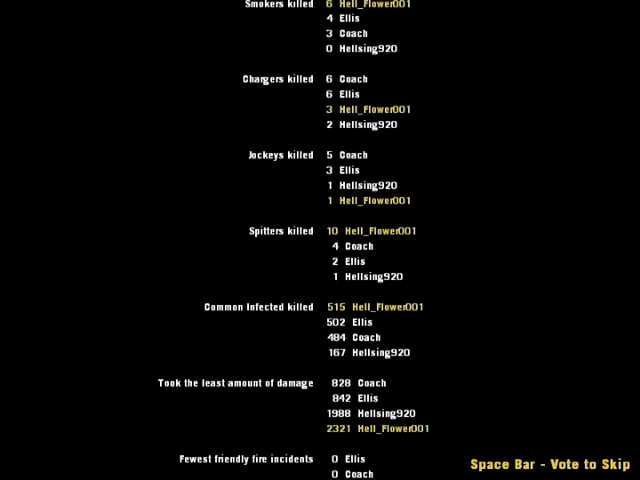 Smokers killed 6 Hell_Flower001
4 Ellis
3 Coach
0 Hellsing920
Chargers killed 6 Coach
6 Ellis
3 Hell_Flower001
2 Hellsing920
Jockeys killed 5 Coach
3 Ellis
1 Hellsing920
1 Hell_Flower001
Spitters killed 10 Hell_Flower001
4 Coach
2 Ellis
1 Hellsing920
Common Infected killed 515 Hell_Flower001
502 Ellis
484 Coach
167 Hellsing920
Took the least amount of damage 828 Coach
842 Ellis
1988 Hellsing920
2321 Hell_Flower001
Fewest friendly fire incidents 0 Ellis
0 Coach
Space Bar - Vote to Skip